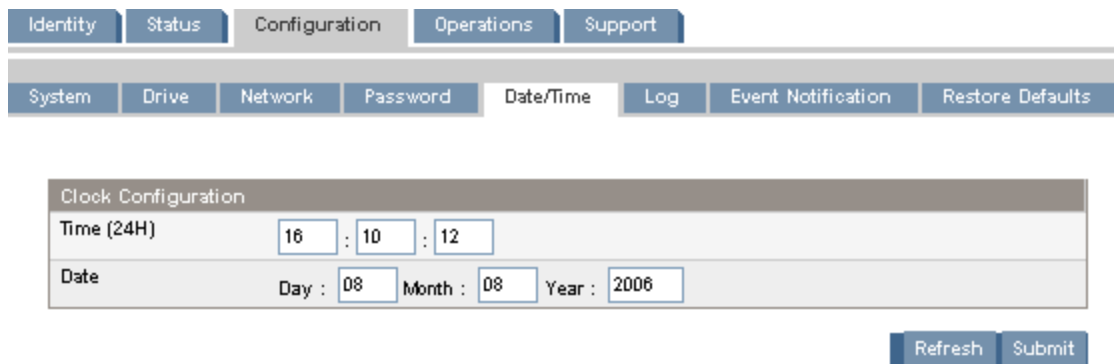 Identity Status Configuration Operations Support
System Drive Network Password Date/Time Log Event Notification Restore Defaults
Clock Configuration
Time (24H) 16 : 10 : 12
Date Day : 08 Month : 08 Year : 2006
Refresh Submit